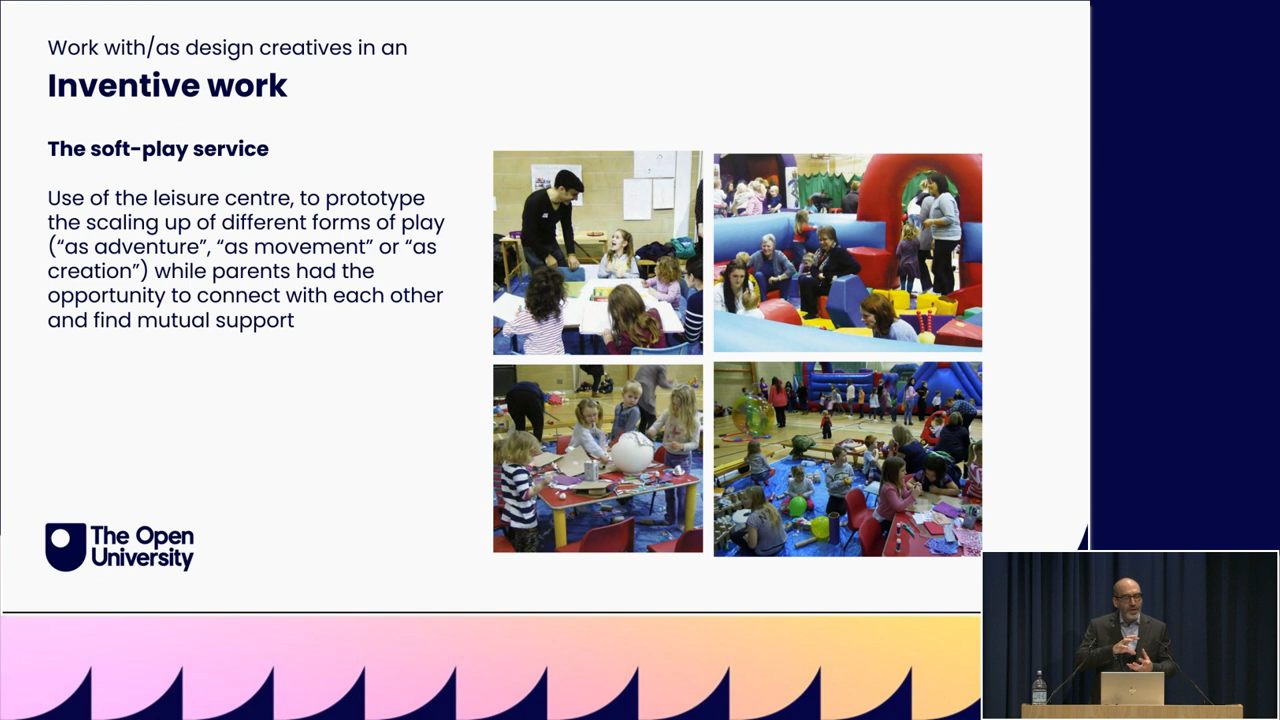 Work with/as design creatives in an
Inventive work
The soft-play service
Use of the leisure centre, to prototype
the scaling up of different forms of play
(“as adventure”, “as movement” or “as
creation”) while parents had the
opportunity to connect with each other
and find mutual support
The Open
University